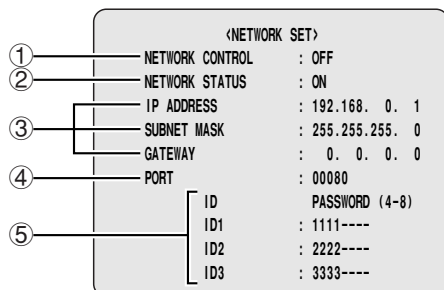 <NETWORK SET>
① NETWORK CONTROL : OFF
② NETWORK STATUS : ON
IP ADDRESS : 192.168. 0. 1
③ SUBNET MASK : 255.255.255. 0
GATEWAY : 0. 0. 0. 0
④ PORT : 00080
ID PASSWORD (4-8)
⑤ ID1 : 1111----
ID2 : 2222----
ID3 : 3333----